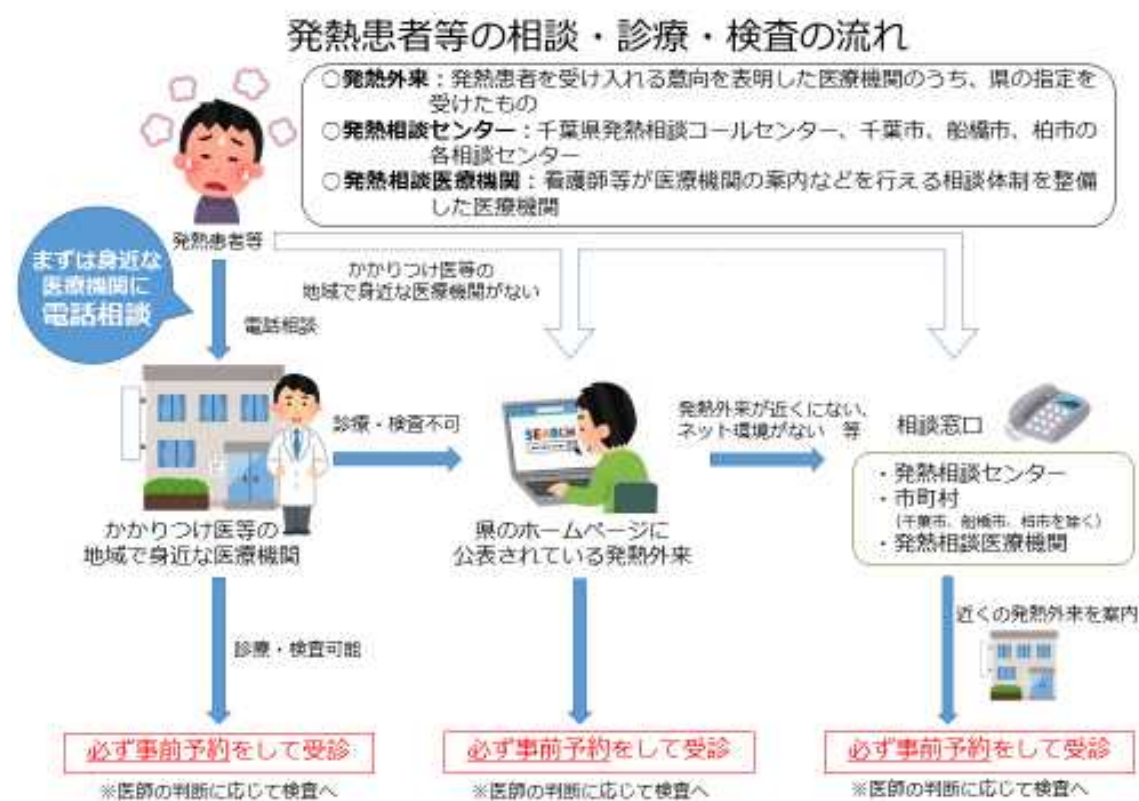 発熱患者等の相談・診療・検査の流れ
○発熱外来：発熱患者を受け入れる意向を表明した医療機関のうち、県の指定を
受けたもの
○発熱相談センター：千葉県発熱相談コールセンター、千葉市、船橋市、柏市の
各相談センター
○発熱相談医療機関：看護師等が医療機関の案内などを行える相談体制を整備
した医療機関
発熱患者等
まずは身近な
医療機関に
電話相談
電話相談
かかりつけ医等の
地域で身近な医療機関がない
診療・検査不可
SEARCH
発熱外来が近くにない、
ネット環境がない　等
相談窓口
・発熱相談センター
・市町村
（千葉市、船橋市、柏市を除く）
・発熱相談医療機関
かかりつけ医等の
地域で身近な医療機関
県のホームページに
公表されている発熱外来
診療・検査可能
近くの発熱外来を案内
必ず事前予約をして受診
※医師の判断に応じて検査へ
必ず事前予約をして受診
※医師の判断に応じて検査へ
必ず事前予約をして受診
※医師の判断に応じて検査へ